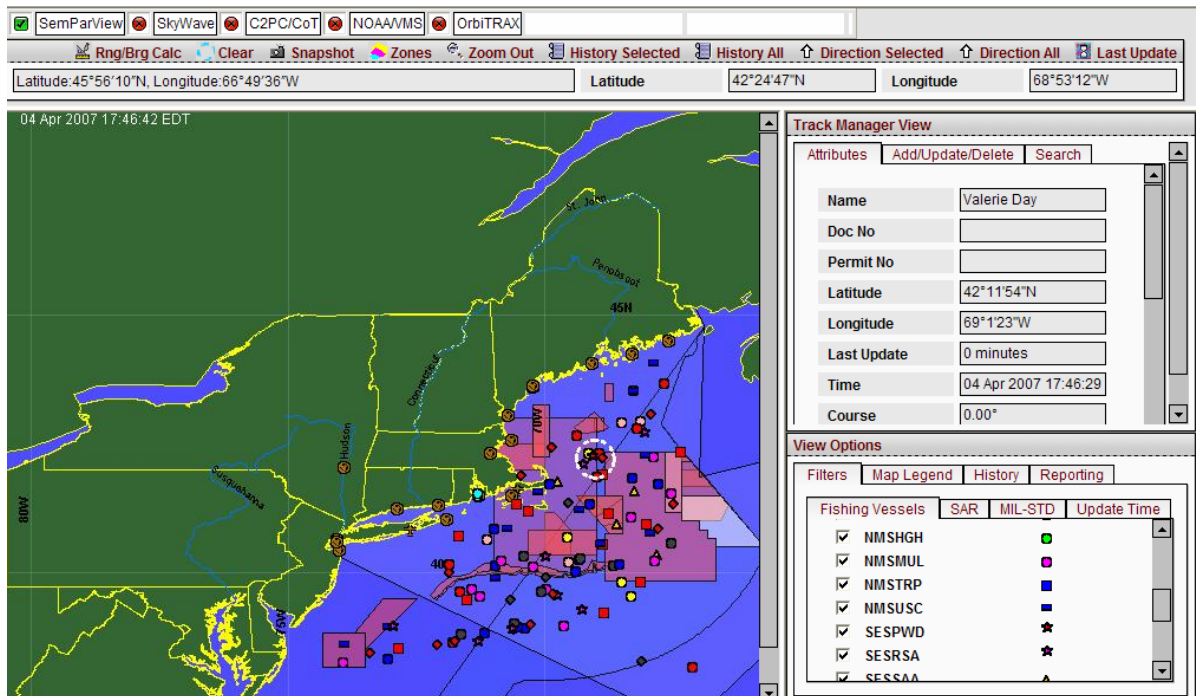 SemParView SkyWave C2PC/CoT NOAA/VMS OrbiTRAX
Rng/Brg Calc Clear Snapshot Zones Zoom Out History Selected History All Direction Selected Direction All Last Update
Latitude:45°56'10"N, Longitude:66°49'36"W Latitude 42°24'47"N Longitude 68°53'12"W
04 Apr 2007 17:46:42 EDT
St. John
Penobscot
45N
Connecticut
70W
Hudson
Susquehanna
80W
40
75W
Track Manager View
Attributes Add/Update/Delete Search
Name Valerie Day
Doc No
Permit No
Latitude 42°11'54"N
Longitude 69°1'23"W
Last Update 0 minutes
Time 04 Apr 2007 17:46:29
Course 0.00°
View Options
Filters Map Legend History Reporting
Fishing Vessels SAR MIL-STD Update Time
NMSHGH
NMSMUL
NMSTRP
NMSUSC
SESPWD
SESRSA
SESSAA